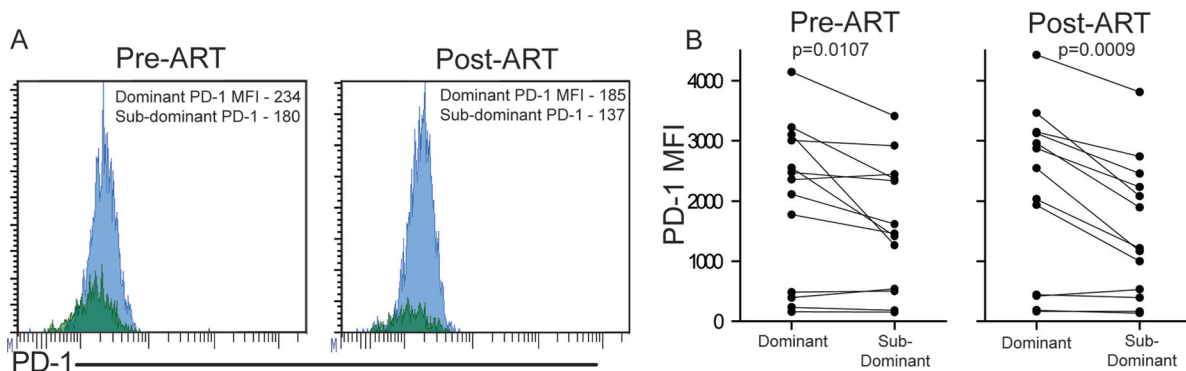 A
Pre-ART
Dominant PD-1 MFI - 234
Sub-dominant PD-1 - 180
Post-ART
Dominant PD-1 MFI - 185
Sub-dominant PD-1 - 137
M
M
PD-1
B
Pre-ART
p=0.0107
Post-ART
p=0.0009
PD-1 MFI
4000
3000
2000
1000
0
Dominant
Sub-
Dominant
Dominant
Sub-
Dominant